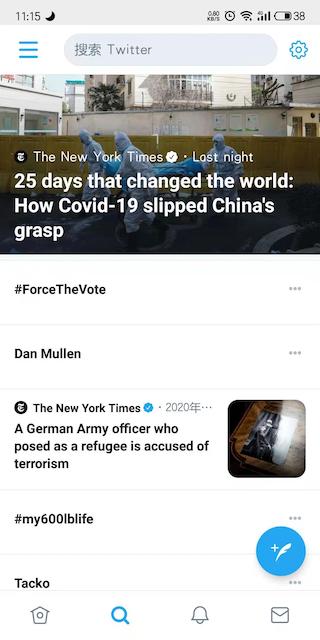 11:15
0.60
KB/S
4G
38
搜索 Twitter
The New York Times · Last night
25 days that changed the world:
How Covid-19 slipped China's
grasp
#ForceTheVote
Dan Mullen
The New York Times · 2020年…
A German Army officer who
posed as a refugee is accused of
terrorism
#my600lblife
Tacko